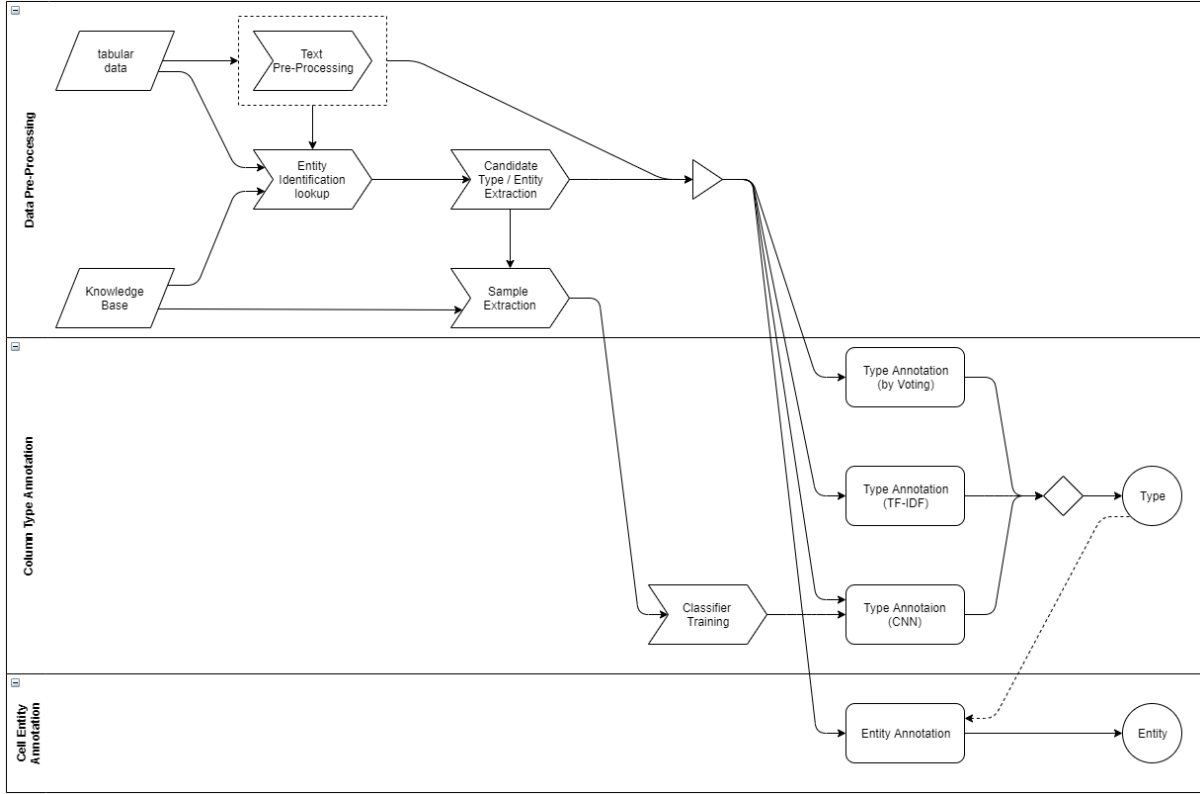 Data Pre-Processing
tabular
data
Text
Pre-Processing
Entity
Identification
lookup
Candidate
Type / Entity
Extraction
Knowledge
Base
Sample
Extraction
Column Type Annotation
Type Annotation
(by Voting)
Type Annotation
(TF-IDF)
Type
Classifier
Training
Type Annotaion
(CNN)
Cell Entity
Annotation
Entity Annotation
Entity